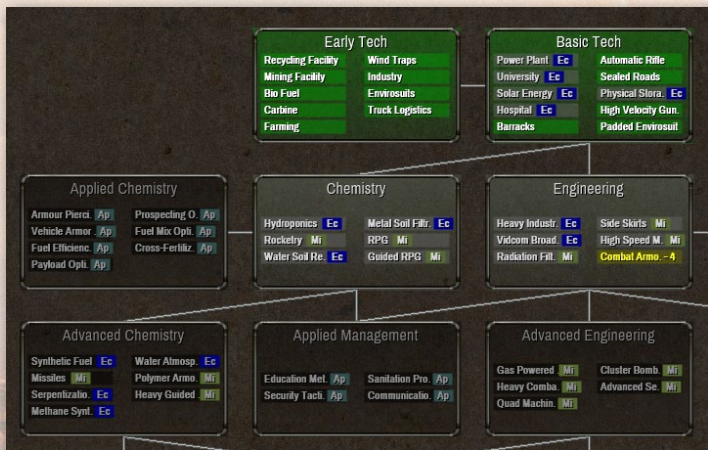 Early Tech
Recycling Facility
Wind Traps
Mining Facility
Industry
Bio Fuel
Envirosuits
Carbine
Truck Logistics
Farming
Basic Tech
Power Plant Ec
Automatic Rifle
University Ec
Sealed Roads
Solar Energy Ec
Physical Stora. Ec
Hospital Ec
High Velocity Gun.
Barracks
Padded Envirosuit
Applied Chemistry
Armour Pierci. Ap
Prospecting O. Ap
Vehicle Armor . Ap
Fuel Mix Opti. Ap
Fuel Efficienc. Ap
Cross-Ferliliz. Ap
Payload Opti. Ap
Chemistry
Hydroponics Ec
Metal Soil Filtr. Ec
Rocketry Mi
RPG Mi
Water Soil Re. Ec
Guided RPG Mi
Engineering
Heavy Industr. Ec
Side Skirts Mi
Vidcom Broad. Ec
High Speed M. Mi
Radiation Filt. Mi
Combat Armo. - 4
Advanced Chemistry
Synthetic Fuel Ec
Water Atmosp. Ec
Missiles Mi
Polymer Armo. Mi
Serpentizatio. Ec
Heavy Guided . Mi
Methane Synt. Ec
Applied Management
Education Met. Ap
Sanitation Pro. Ap
Security Tacti. Ap
Communicatio. Ap
Advanced Engineering
Gas Powered . Mi
Cluster Bomb. Mi
Heavy Comba. Mi
Advanced Se. Mi
Quad Machin. Mi